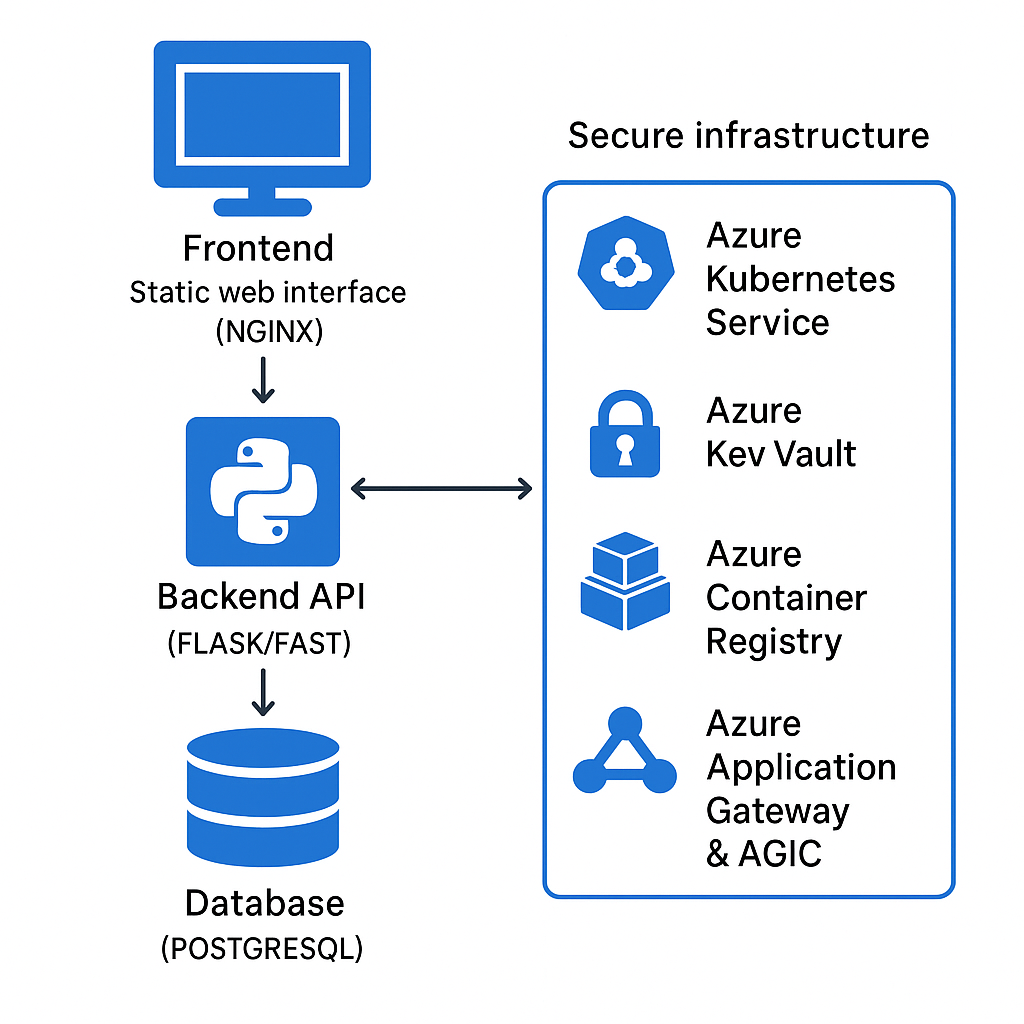 Frontend
Static web interface
(NGINX)
Backend API
(FLASK/FAST)
Database
(POSTGRESQL)
Secure infrastructure
Azure
Kubernetes
Service
Azure
Kev Vault
Azure
Container
Registry
Azure
Application
Gateway
& AGIC